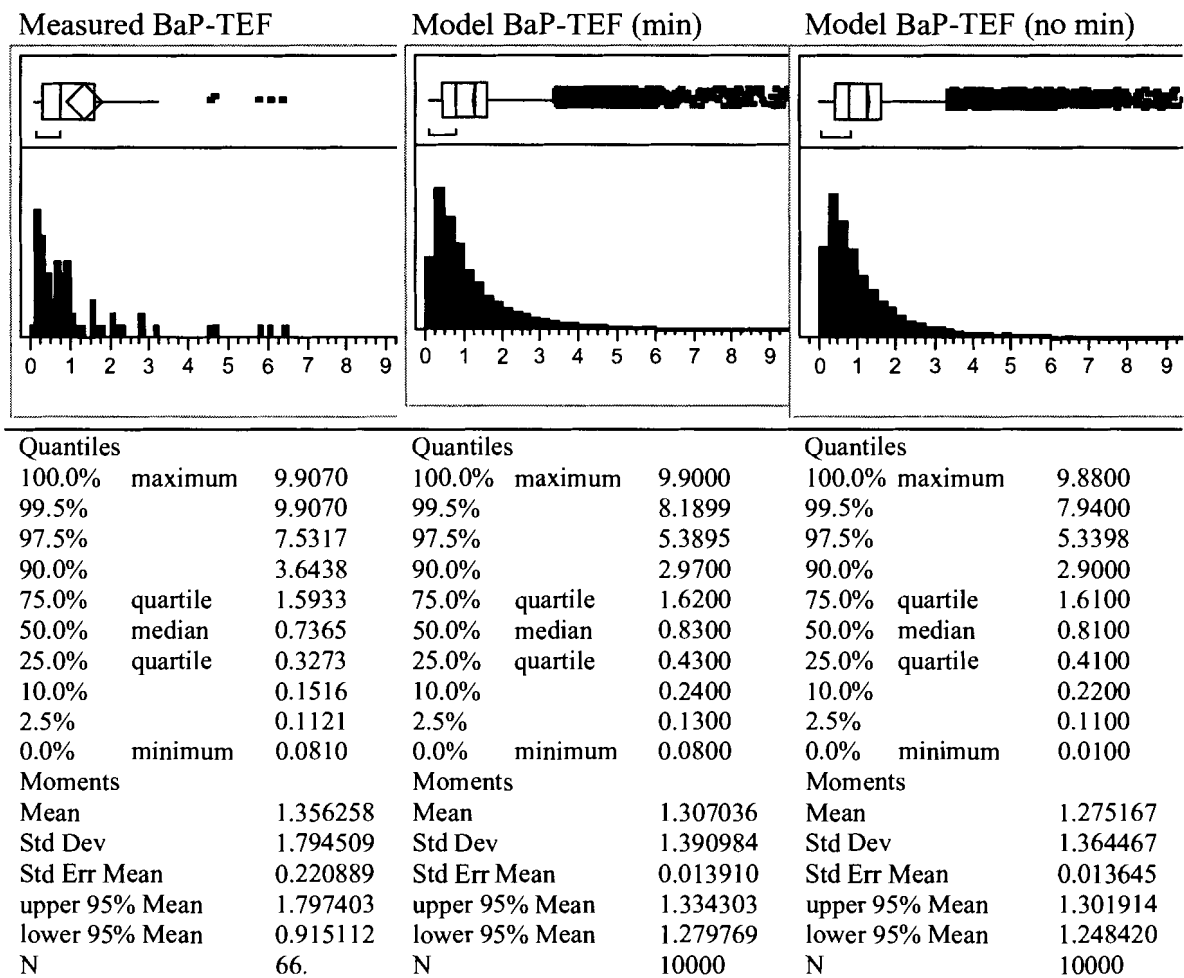 Measured BaP-TEF Model BaP-TEF (min) Model BaP-TEF (no min)
0 1 2 3 4 5 6 7 8 9 0 1 2 3 4 5 6 7 8 9 0 1 2 3 4 5 6 7 8 9
Quantiles Quantiles Quantiles
100.0% maximum 9.9070 100.0% maximum 9.9000 100.0% maximum 9.8800
99.5% 9.9070 99.5% 8.1899 99.5% 7.9400
97.5% 7.5317 97.5% 5.3895 97.5% 5.3398
90.0% 3.6438 90.0% 2.9700 90.0% 2.9000
75.0% quartile 1.5933 75.0% quartile 1.6200 75.0% quartile 1.6100
50.0% median 0.7365 50.0% median 0.8300 50.0% median 0.8100
25.0% quartile 0.3273 25.0% quartile 0.4300 25.0% quartile 0.4100
10.0% 0.1516 10.0% 0.2400 10.0% 0.2200
2.5% 0.1121 2.5% 0.1300 2.5% 0.1100
0.0% minimum 0.0810 0.0% minimum 0.0800 0.0% minimum 0.0100
Moments Moments Moments
Mean 1.356258 Mean 1.307036 Mean 1.275167
Std Dev 1.794509 Std Dev 1.390984 Std Dev 1.364467
Std Err Mean 0.220889 Std Err Mean 0.013910 Std Err Mean 0.013645
upper 95% Mean 1.797403 upper 95% Mean 1.334303 upper 95% Mean 1.301914
lower 95% Mean 0.915112 lower 95% Mean 1.279769 lower 95% Mean 1.248420
N 66. N 10000 N 10000